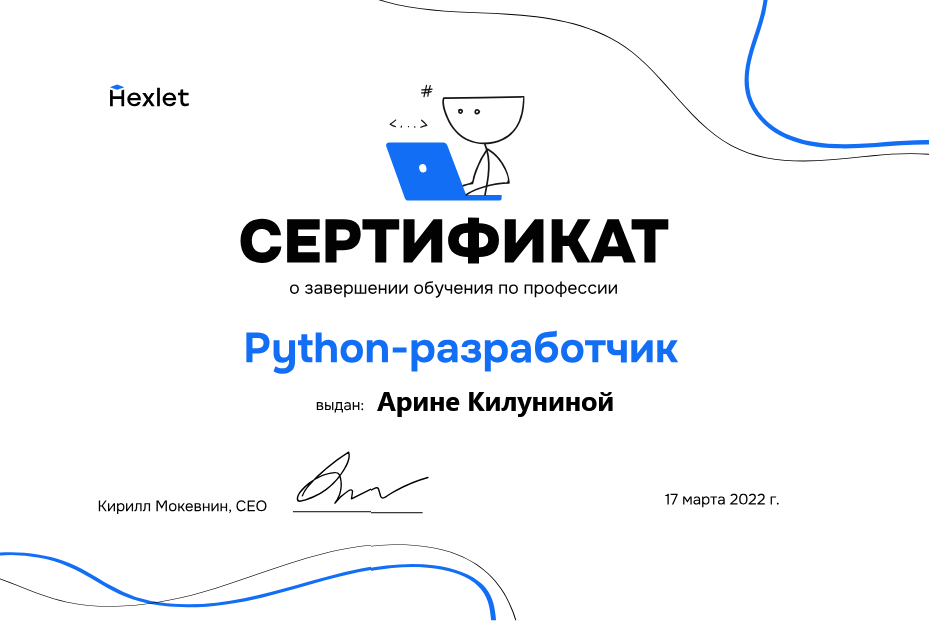 Hexlet
#
<...>
СЕРТИФИКАТ
о завершении обучения по профессии
Python-разработчик
выдан: Арине Килуниной
Кирилл Мокевнин, CEO
17 марта 2022 г.